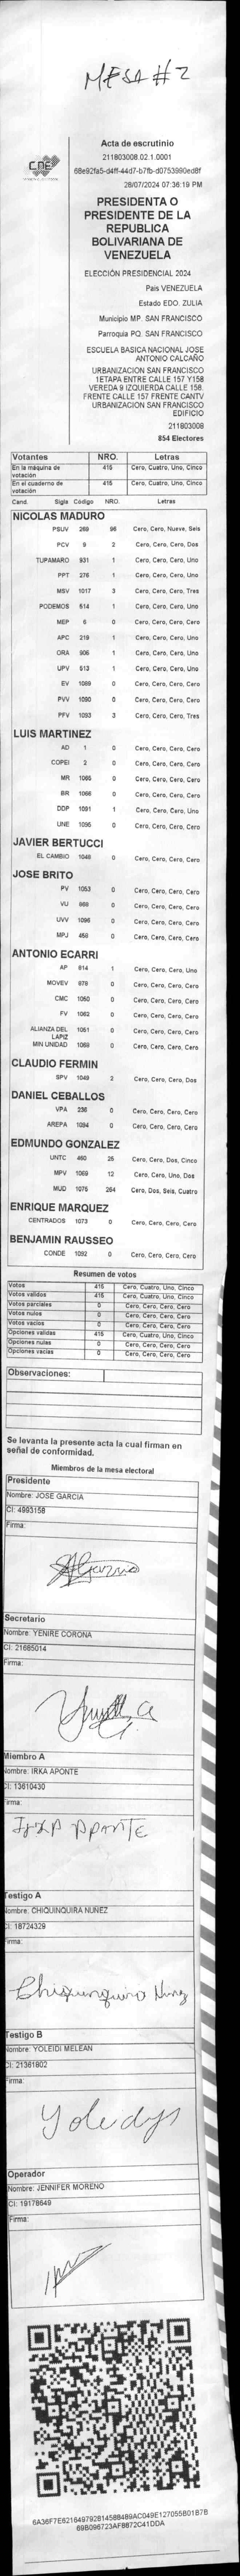 MESA #2
CNE
Acta de escrutinio
211803008.02.1.0001
68e92fa5-d4ff-44d7-b7fb-d0753990ed8f
28/07/2024 07:36:19 PM
PRESIDENTA O
PRESIDENTE DE LA
REPUBLICA
BOLIVARIANA DE
VENEZUELA
ELECCIÓN PRESIDENCIAL 2024
Pais VENEZUELA
Estado EDO. ZULIA
Municipio MP. SAN FRANCISCO
Parroquia PQ. SAN FRANCISCO
ESCUELA BASICA NACIONAL JOSE
ANTONIO CALCAÑO
URBANIZACION SAN FRANCISCO
1ETAPA ENTRE CALLE 157 Y158
VEREDA 9 IZQUIERDA CALLE 158.
FRENTE CALLE 157 FRENTE CANTV
URBANIZACION SAN FRANCISCO
EDIFICIO
211803008
854 Electores
Votantes NRO. Letras
En la máquina de votación 415 Cero, Cuatro, Uno, Cinco
En el cuaderno de votación 415 Cero, Cuatro, Uno, Cinco
Cand. Sigla Código NRO. Letras
NICOLAS MADURO
PSUV 269 96 Cero, Cero, Nueve, Seis
PCV 9 2 Cero, Cero, Cero, Dos
TUPAMARO 931 1 Cero, Cero, Cero, Uno
PPT 276 1 Cero, Cero, Cero, Uno
MSV 1017 3 Cero, Cero, Cero, Tres
PODEMOS 514 1 Cero, Cero, Cero, Uno
MEP 6 0 Cero, Cero, Cero, Cero
APC 219 1 Cero, Cero, Cero, Uno
ORA 906 1 Cero, Cero, Cero, Uno
UPV 513 1 Cero, Cero, Cero, Uno
EV 1089 0 Cero, Cero, Cero, Cero
PVV 1090 0 Cero, Cero, Cero, Cero
PFV 1093 3 Cero, Cero, Cero, Tres
LUIS MARTINEZ
AD 1 0 Cero, Cero, Cero, Cero
COPEI 2 0 Cero, Cero, Cero, Cero
MR 1065 0 Cero, Cero, Cero, Cero
BR 1066 0 Cero, Cero, Cero, Cero
DDP 1091 1 Cero, Cero, Cero, Uno
UNE 1095 0 Cero, Cero, Cero, Cero
JAVIER BERTUCCI
EL CAMBIO 1048 0 Cero, Cero, Cero, Cero
JOSE BRITO
PV 1053 0 Cero, Cero, Cero, Cero
VU 868 0 Cero, Cero, Cero, Cero
UVV 1096 0 Cero, Cero, Cero, Cero
MPJ 458 0 Cero, Cero, Cero, Cero
ANTONIO ECARRI
AP 814 1 Cero, Cero, Cero, Uno
MOVEV 978 0 Cero, Cero, Cero, Cero
CMC 1050 0 Cero, Cero, Cero, Cero
FV 1062 0 Cero, Cero, Cero, Cero
ALIANZA DEL LAPIZ 1051 0 Cero, Cero, Cero, Cero
MIN UNIDAD 1068 0 Cero, Cero, Cero, Cero
CLAUDIO FERMIN
SPV 1049 2 Cero, Cero, Cero, Dos
DANIEL CEBALLOS
VPA 238 0 Cero, Cero, Cero, Cero
AREPA 1094 0 Cero, Cero, Cero, Cero
EDMUNDO GONZALEZ
UNTC 460 25 Cero, Cero, Dos, Cinco
MPV 1069 12 Cero, Cero, Uno, Dos
MUD 1075 264 Cero, Dos, Seis, Cuatro
ENRIQUE MARQUEZ
CENTRADOS 1073 0 Cero, Cero, Cero, Cero
BENJAMIN RAUSSEO
CONDE 1092 0 Cero, Cero, Cero, Cero
Resumen de votos
Votos 415 Cero, Cuatro, Uno, Cinco
Votos validos 415 Cero, Cuatro, Uno, Cinco
Votos parciales 0 Cero, Cero, Cero, Cero
Votos nulos 0 Cero, Cero, Cero, Cero
Votos vacios 0 Cero, Cero, Cero, Cero
Opciones validas 415 Cero, Cuatro, Uno, Cinco
Opciones nulas 0 Cero, Cero, Cero, Cero
Opciones vacias 0 Cero, Cero, Cero, Cero
Observaciones:
Se levanta la presente acta la cual firman en
señal de conformidad.
Miembros de la mesa electoral
Presidente
Nombre: JOSE GARCIA
CI: 4993158
Firma:
Secretario
Nombre: YENIRE CORONA
CI: 21685014
Firma:
Miembro A
Nombre: IRKA APONTE
CI: 13610430
Firma:
IRKA APONTE
Testigo A
Nombre: CHIQUINQUIRA NUNEZ
CI: 18724329
Firma:
Chiquinquira Nuñez
Testigo B
Nombre: YOLEIDI MELEAN
CI: 21361802
Firma:
Yoleidys
Operador
Nombre: JENNIFER MORENO
CI: 19178649
Firma:
6A36F7E62164979281458B489AC049E127055B01B7B
69B096723AF8872C41DDA